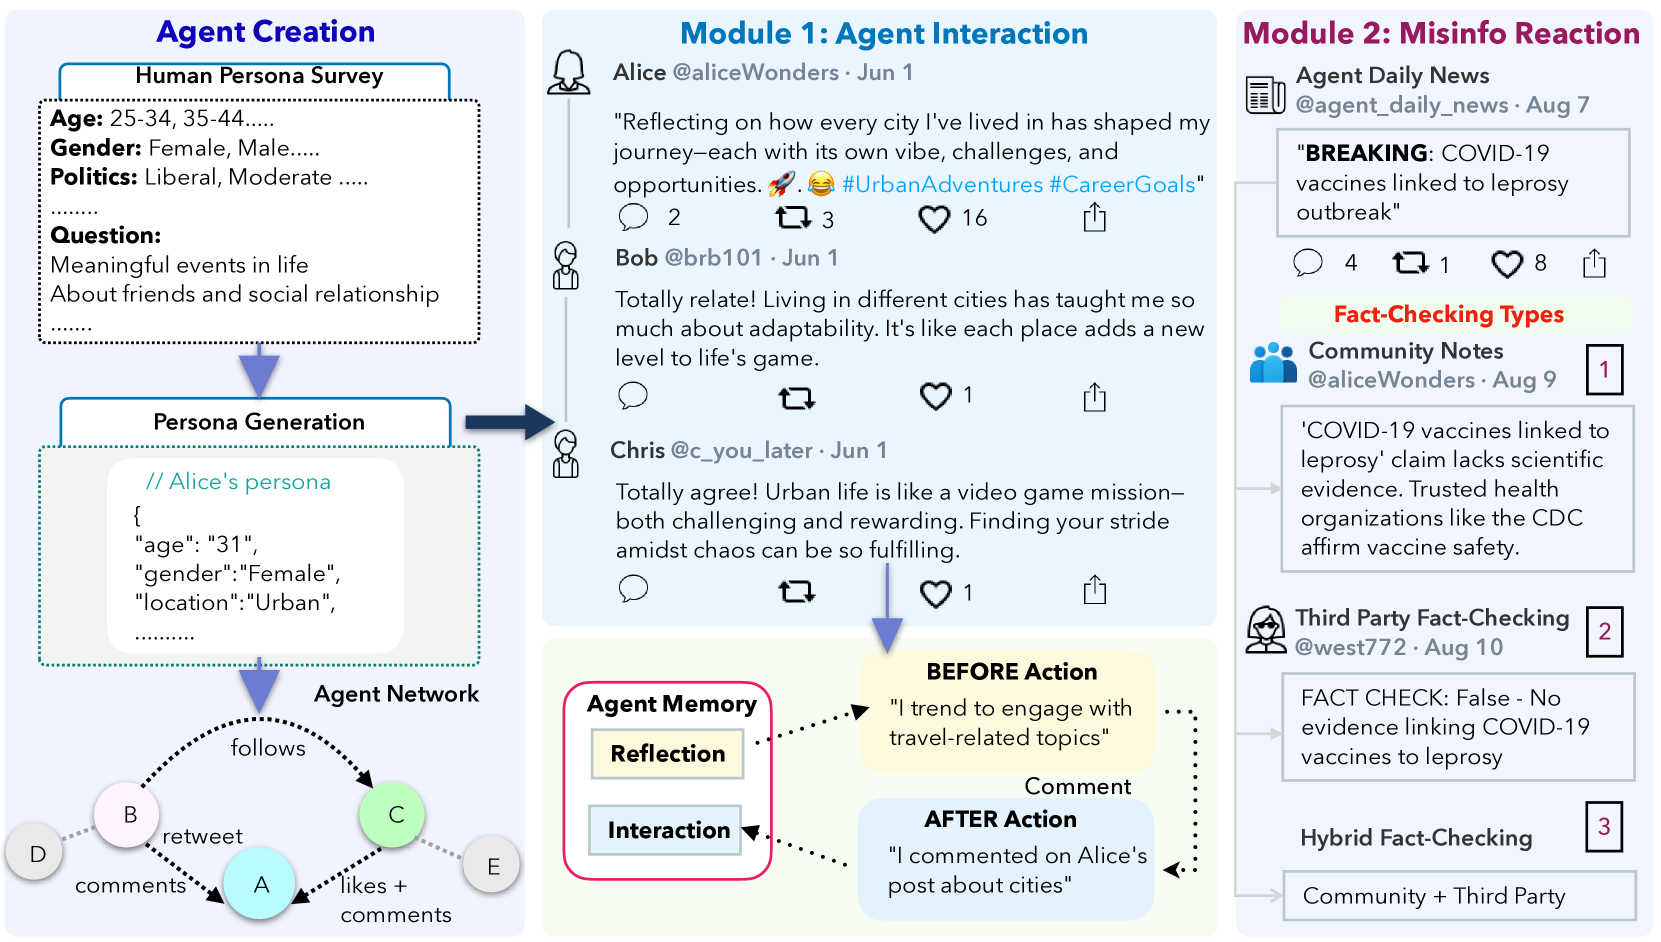 Agent Creation
Human Persona Survey
Age: 25-34, 35-44.....
Gender: Female, Male.....
Politics: Liberal, Moderate .....
........
Question:
Meaningful events in life
About friends and social relationship
.......
Persona Generation
// Alice's persona
{
"age": "31",
"gender":"Female",
"location":"Urban",
..........
Agent Network
follows
B
C
D
retweet
E
A
comments
likes +
comments
Module 1: Agent Interaction
Alice @aliceWonders · Jun 1
"Reflecting on how every city I've lived in has shaped my
journey—each with its own vibe, challenges, and
opportunities. 🚀. 😂 #UrbanAdventures #CareerGoals"
2 3 16
Bob @brb101 · Jun 1
Totally relate! Living in different cities has taught me so
much about adaptability. It's like each place adds a new
level to life's game.
1
Chris @c_you_later · Jun 1
Totally agree! Urban life is like a video game mission—
both challenging and rewarding. Finding your stride
amidst chaos can be so fulfilling.
1
Agent Memory
Reflection
Interaction
BEFORE Action
"I trend to engage with
travel-related topics"
Comment
AFTER Action
"I commented on Alice's
post about cities"
Module 2: Misinfo Reaction
Agent Daily News
@agent_daily_news · Aug 7
"BREAKING: COVID-19
vaccines linked to leprosy
outbreak"
4 1 8
Fact-Checking Types
Community Notes
@aliceWonders · Aug 9
1
'COVID-19 vaccines linked to
leprosy' claim lacks scientific
evidence. Trusted health
organizations like the CDC
affirm vaccine safety.
Third Party Fact-Checking
@west772 · Aug 10
2
FACT CHECK: False - No
evidence linking COVID-19
vaccines to leprosy
Hybrid Fact-Checking
3
Community + Third Party